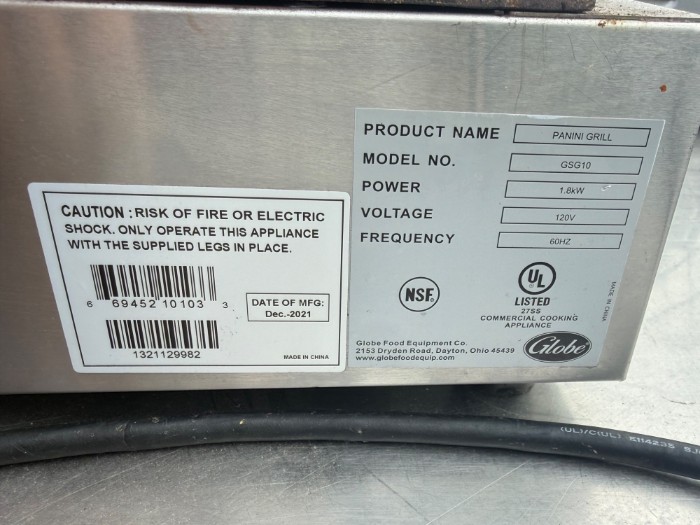 CAUTION : RISK OF FIRE OR ELECTRIC
SHOCK. ONLY OPERATE THIS APPLIANCE
WITH THE SUPPLIED LEGS IN PLACE.
6 69452 10103 3
DATE OF MFG:
Dec.-2021
1321129982
MADE IN CHINA
PRODUCT NAME PANINI GRILL
MODEL NO. GSG10
POWER 1.8kW
VOLTAGE 120V
FREQUENCY 60HZ
NSF®
UL
LISTED
27SS
COMMERCIAL COOKING
APPLIANCE
MADE IN CHINA
Globe Food Equipment Co.
2153 Dryden Road, Dayton, Ohio 45439
www.globefoodequip.com
Globe
(UL)/C(UL)